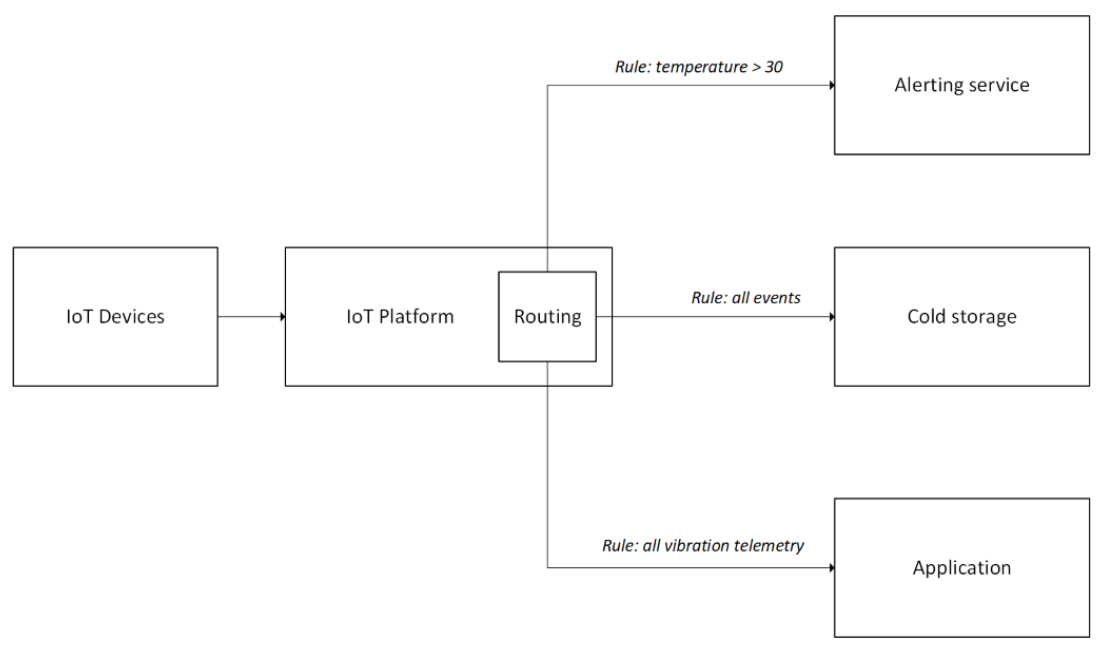 Rule: temperature > 30
Alerting service
IoT Devices
IoT Platform
Routing
Rule: all events
Cold storage
Rule: all vibration telemetry
Application